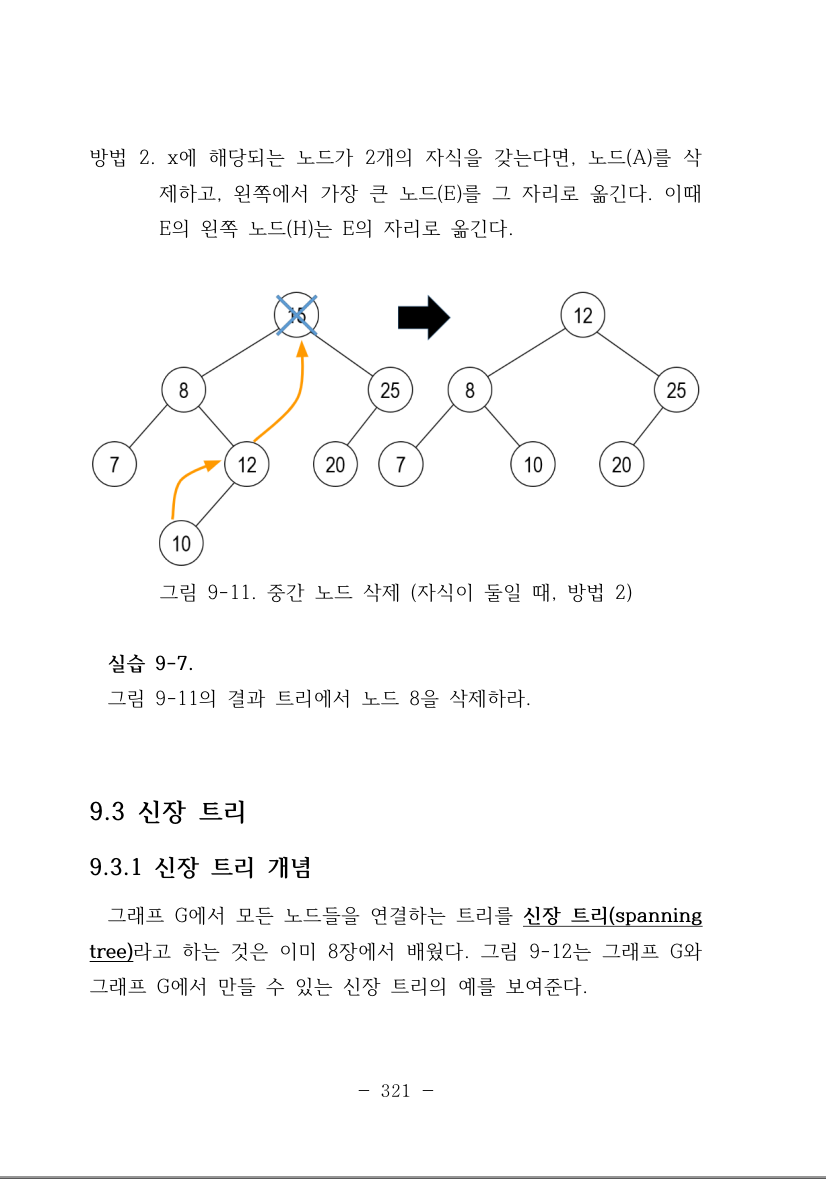 방법 2. x에 해당되는 노드가 2개의 자식을 갖는다면, 노드(A)를 삭
제하고, 왼쪽에서 가장 큰 노드(E)를 그 자리로 옮긴다. 이때
E의 왼쪽 노드(H)는 E의 자리로 옮긴다.
15
12
8
25
8
25
7
12
20
7
10
20
10
그림 9-11. 중간 노드 삭제 (자식이 둘일 때, 방법 2)
실습 9-7.
그림 9-11의 결과 트리에서 노드 8을 삭제하라.
9.3 신장 트리
9.3.1 신장 트리 개념
그래프 G에서 모든 노드들을 연결하는 트리를 신장 트리(spanning
tree)라고 하는 것은 이미 8장에서 배웠다. 그림 9-12는 그래프 G와
그래프 G에서 만들 수 있는 신장 트리의 예를 보여준다.
- 321 -